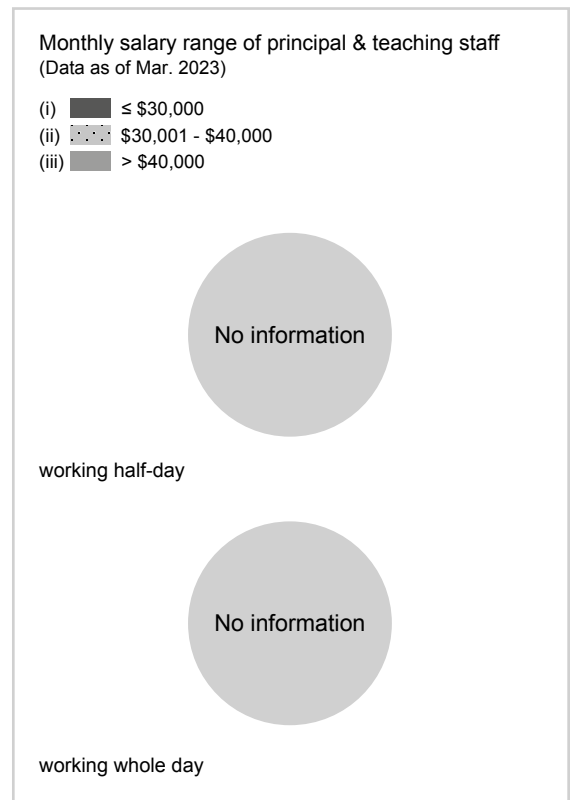 Monthly salary range of principal & teaching staff
(Data as of Mar. 2023)
(i) ≤ $30,000
(ii) $30,001 - $40,000
(iii) > $40,000
No information
working half-day
No information
working whole day